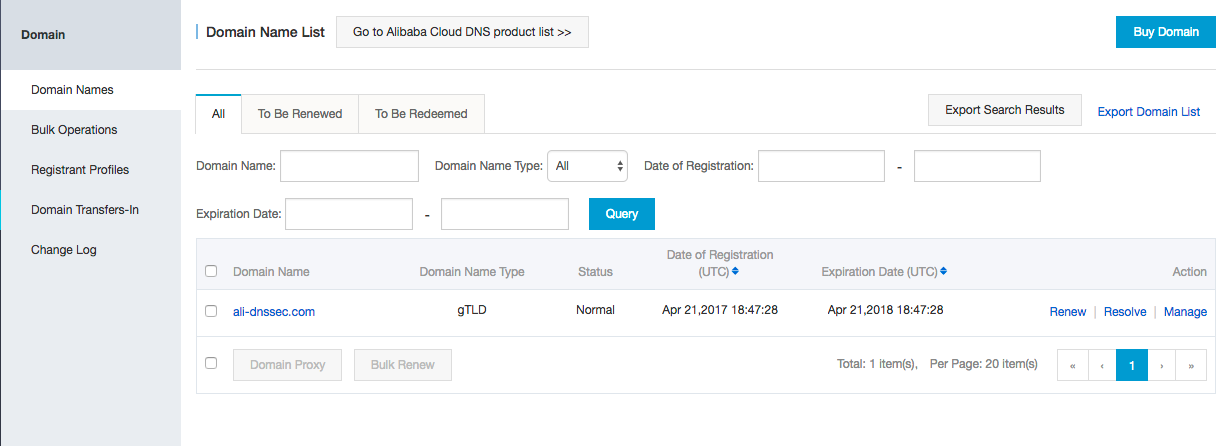 Domain
Domain Names
Bulk Operations
Registrant Profiles
Domain Transfers-In
Change Log
Domain Name List Go to Alibaba Cloud DNS product list >> Buy Domain
All To Be Renewed To Be Redeemed Export Search Results Export Domain List
Domain Name: Domain Name Type: All Date of Registration: -
Expiration Date: - Query
Domain Name Domain Name Type Status Date of Registration (UTC) Expiration Date (UTC) Action
ali-dnssec.com gTLD Normal Apr 21,2017 18:47:28 Apr 21,2018 18:47:28 Renew | Resolve | Manage
Domain Proxy Bulk Renew Total: 1 item(s), Per Page: 20 item(s) « ‹ 1 › »